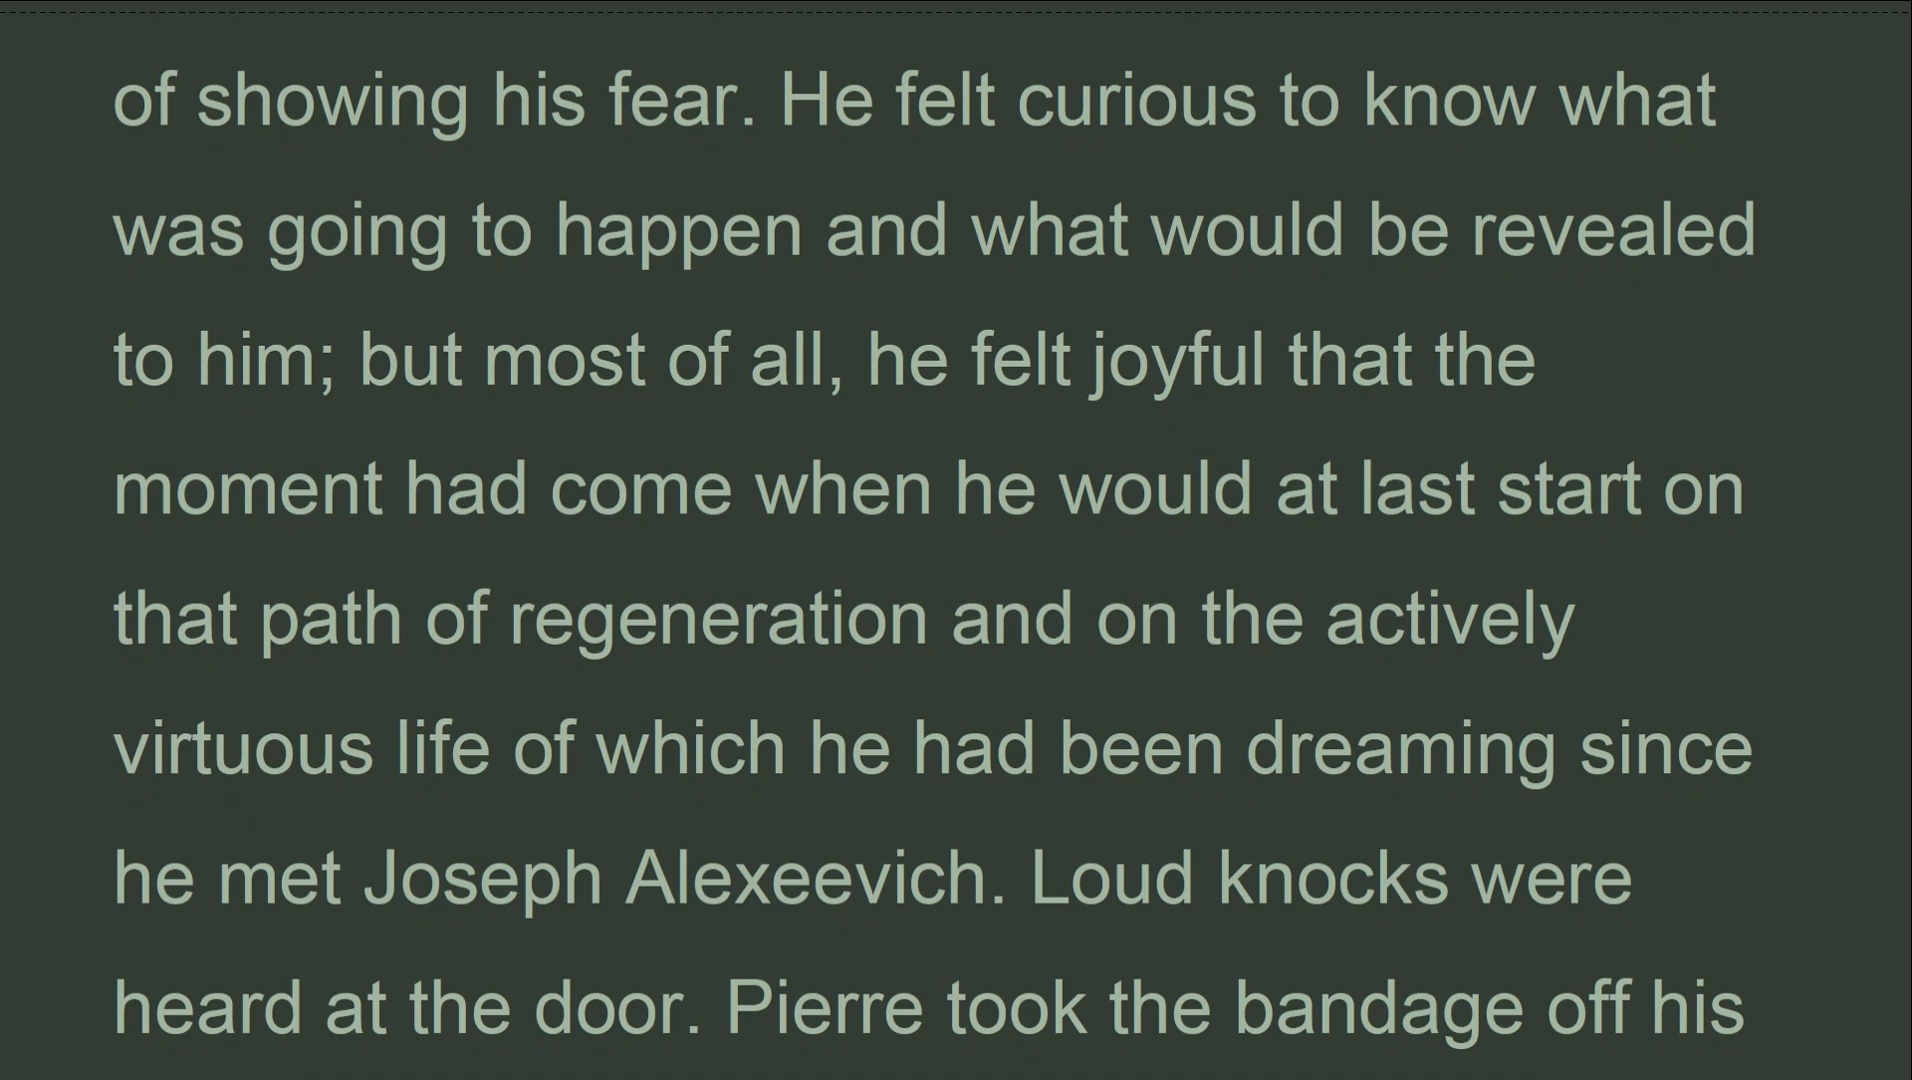 of showing his fear. He felt curious to know what
was going to happen and what would be revealed
to him; but most of all, he felt joyful that the
moment had come when he would at last start on
that path of regeneration and on the actively
virtuous life of which he had been dreaming since
he met Joseph Alexeevich. Loud knocks were
heard at the door. Pierre took the bandage off his